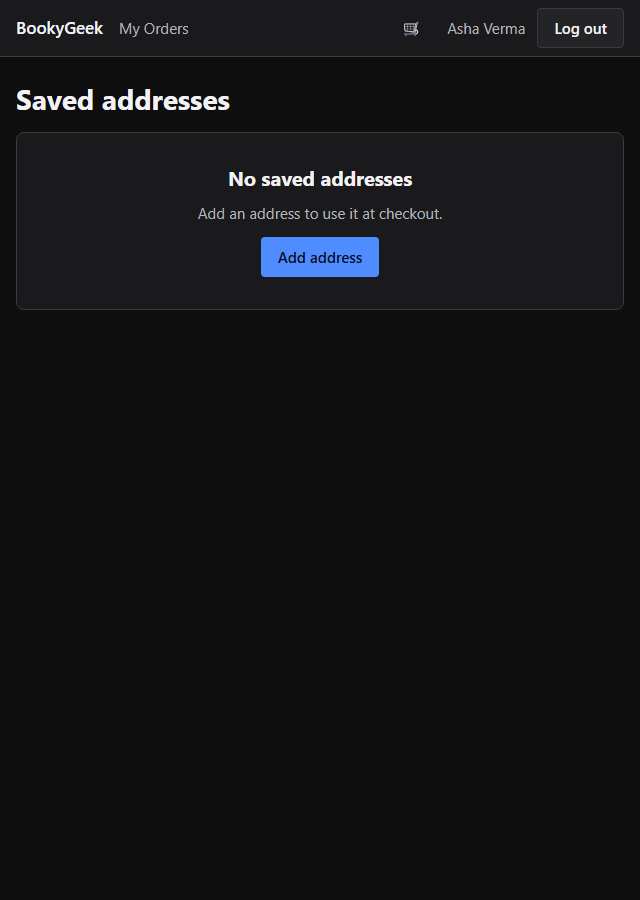 BookyGeek My Orders Asha Verma Log out
Saved addresses
No saved addresses
Add an address to use it at checkout.
Add address